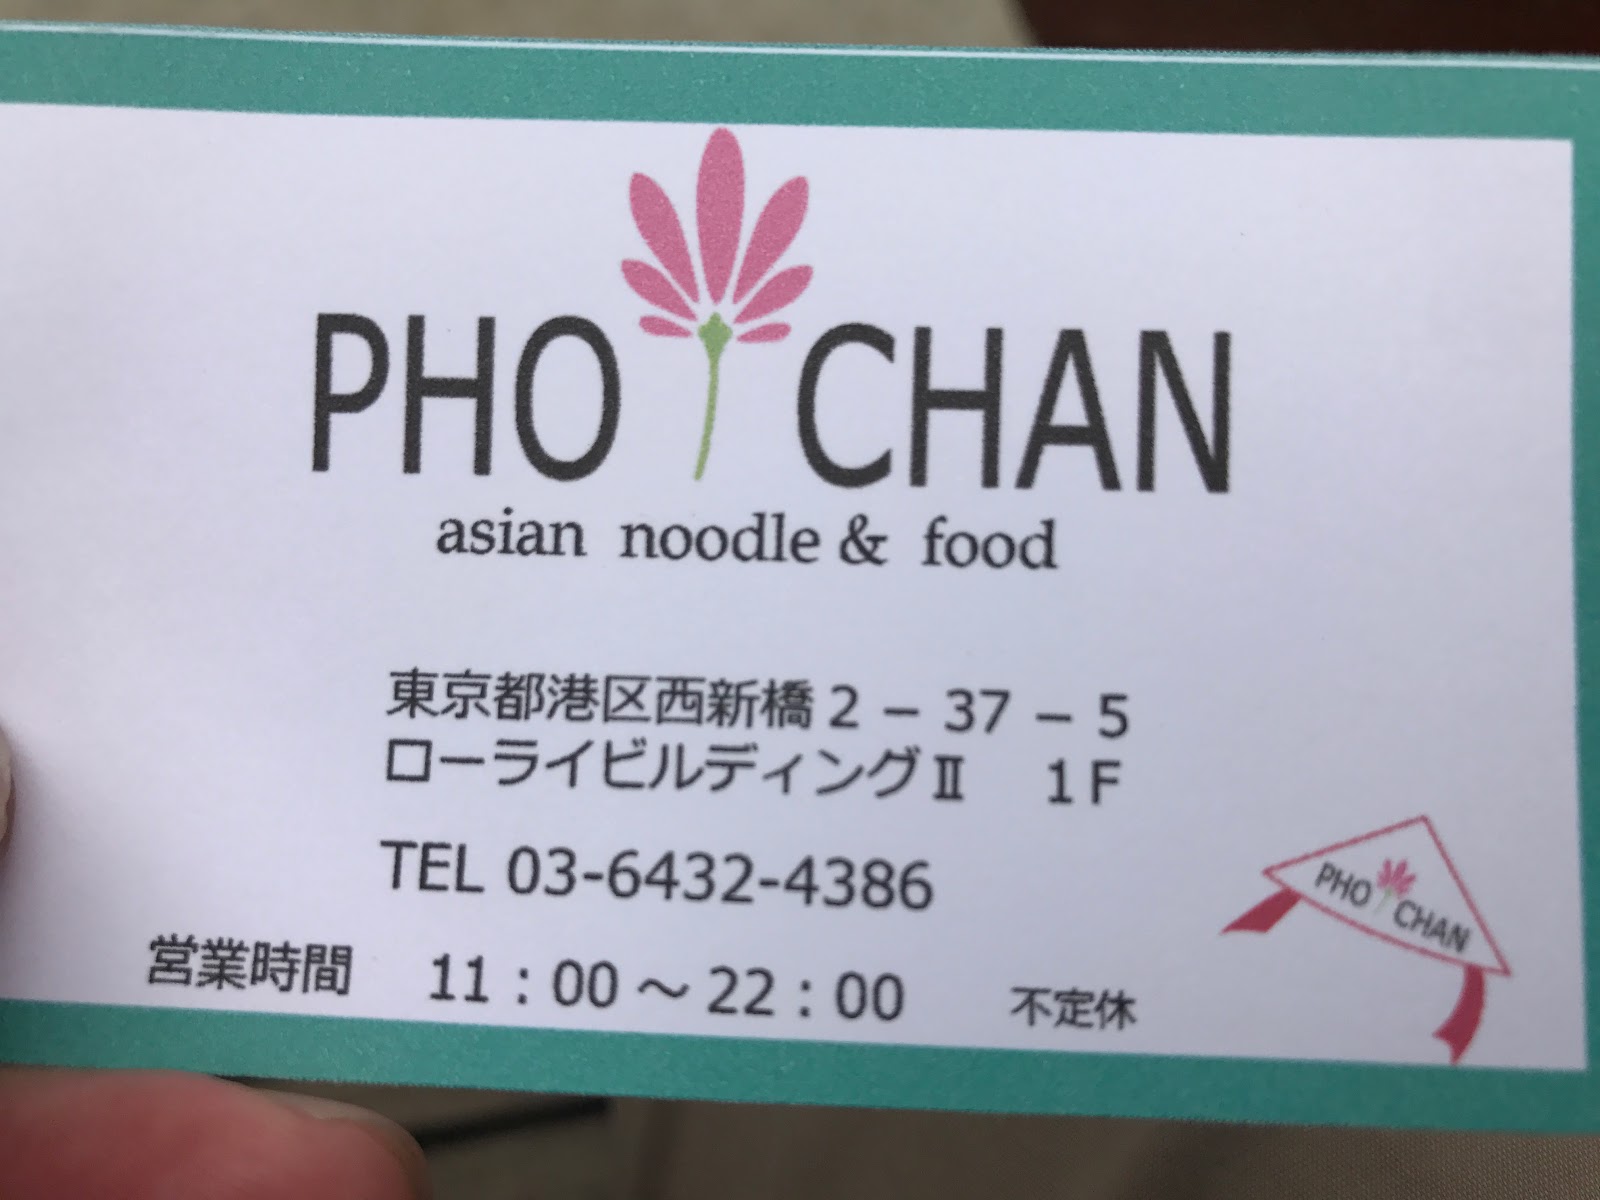 PHO CHAN
asian noodle & food
東京都港区西新橋2－37－5
ローライビルディングⅡ　1F
TEL 03-6432-4386
営業時間　11：00～22：00　不定休
PHO CHAN